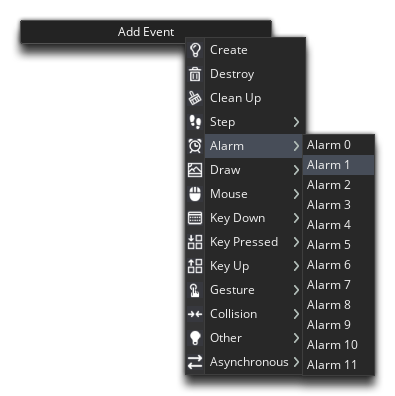 Add Event
Create
Destroy
Clean Up
Step
Alarm
Draw
Mouse
Key Down
Key Pressed
Key Up
Gesture
Collision
Other
Asynchronous
Alarm 0
Alarm 1
Alarm 2
Alarm 3
Alarm 4
Alarm 5
Alarm 6
Alarm 7
Alarm 8
Alarm 9
Alarm 10
Alarm 11